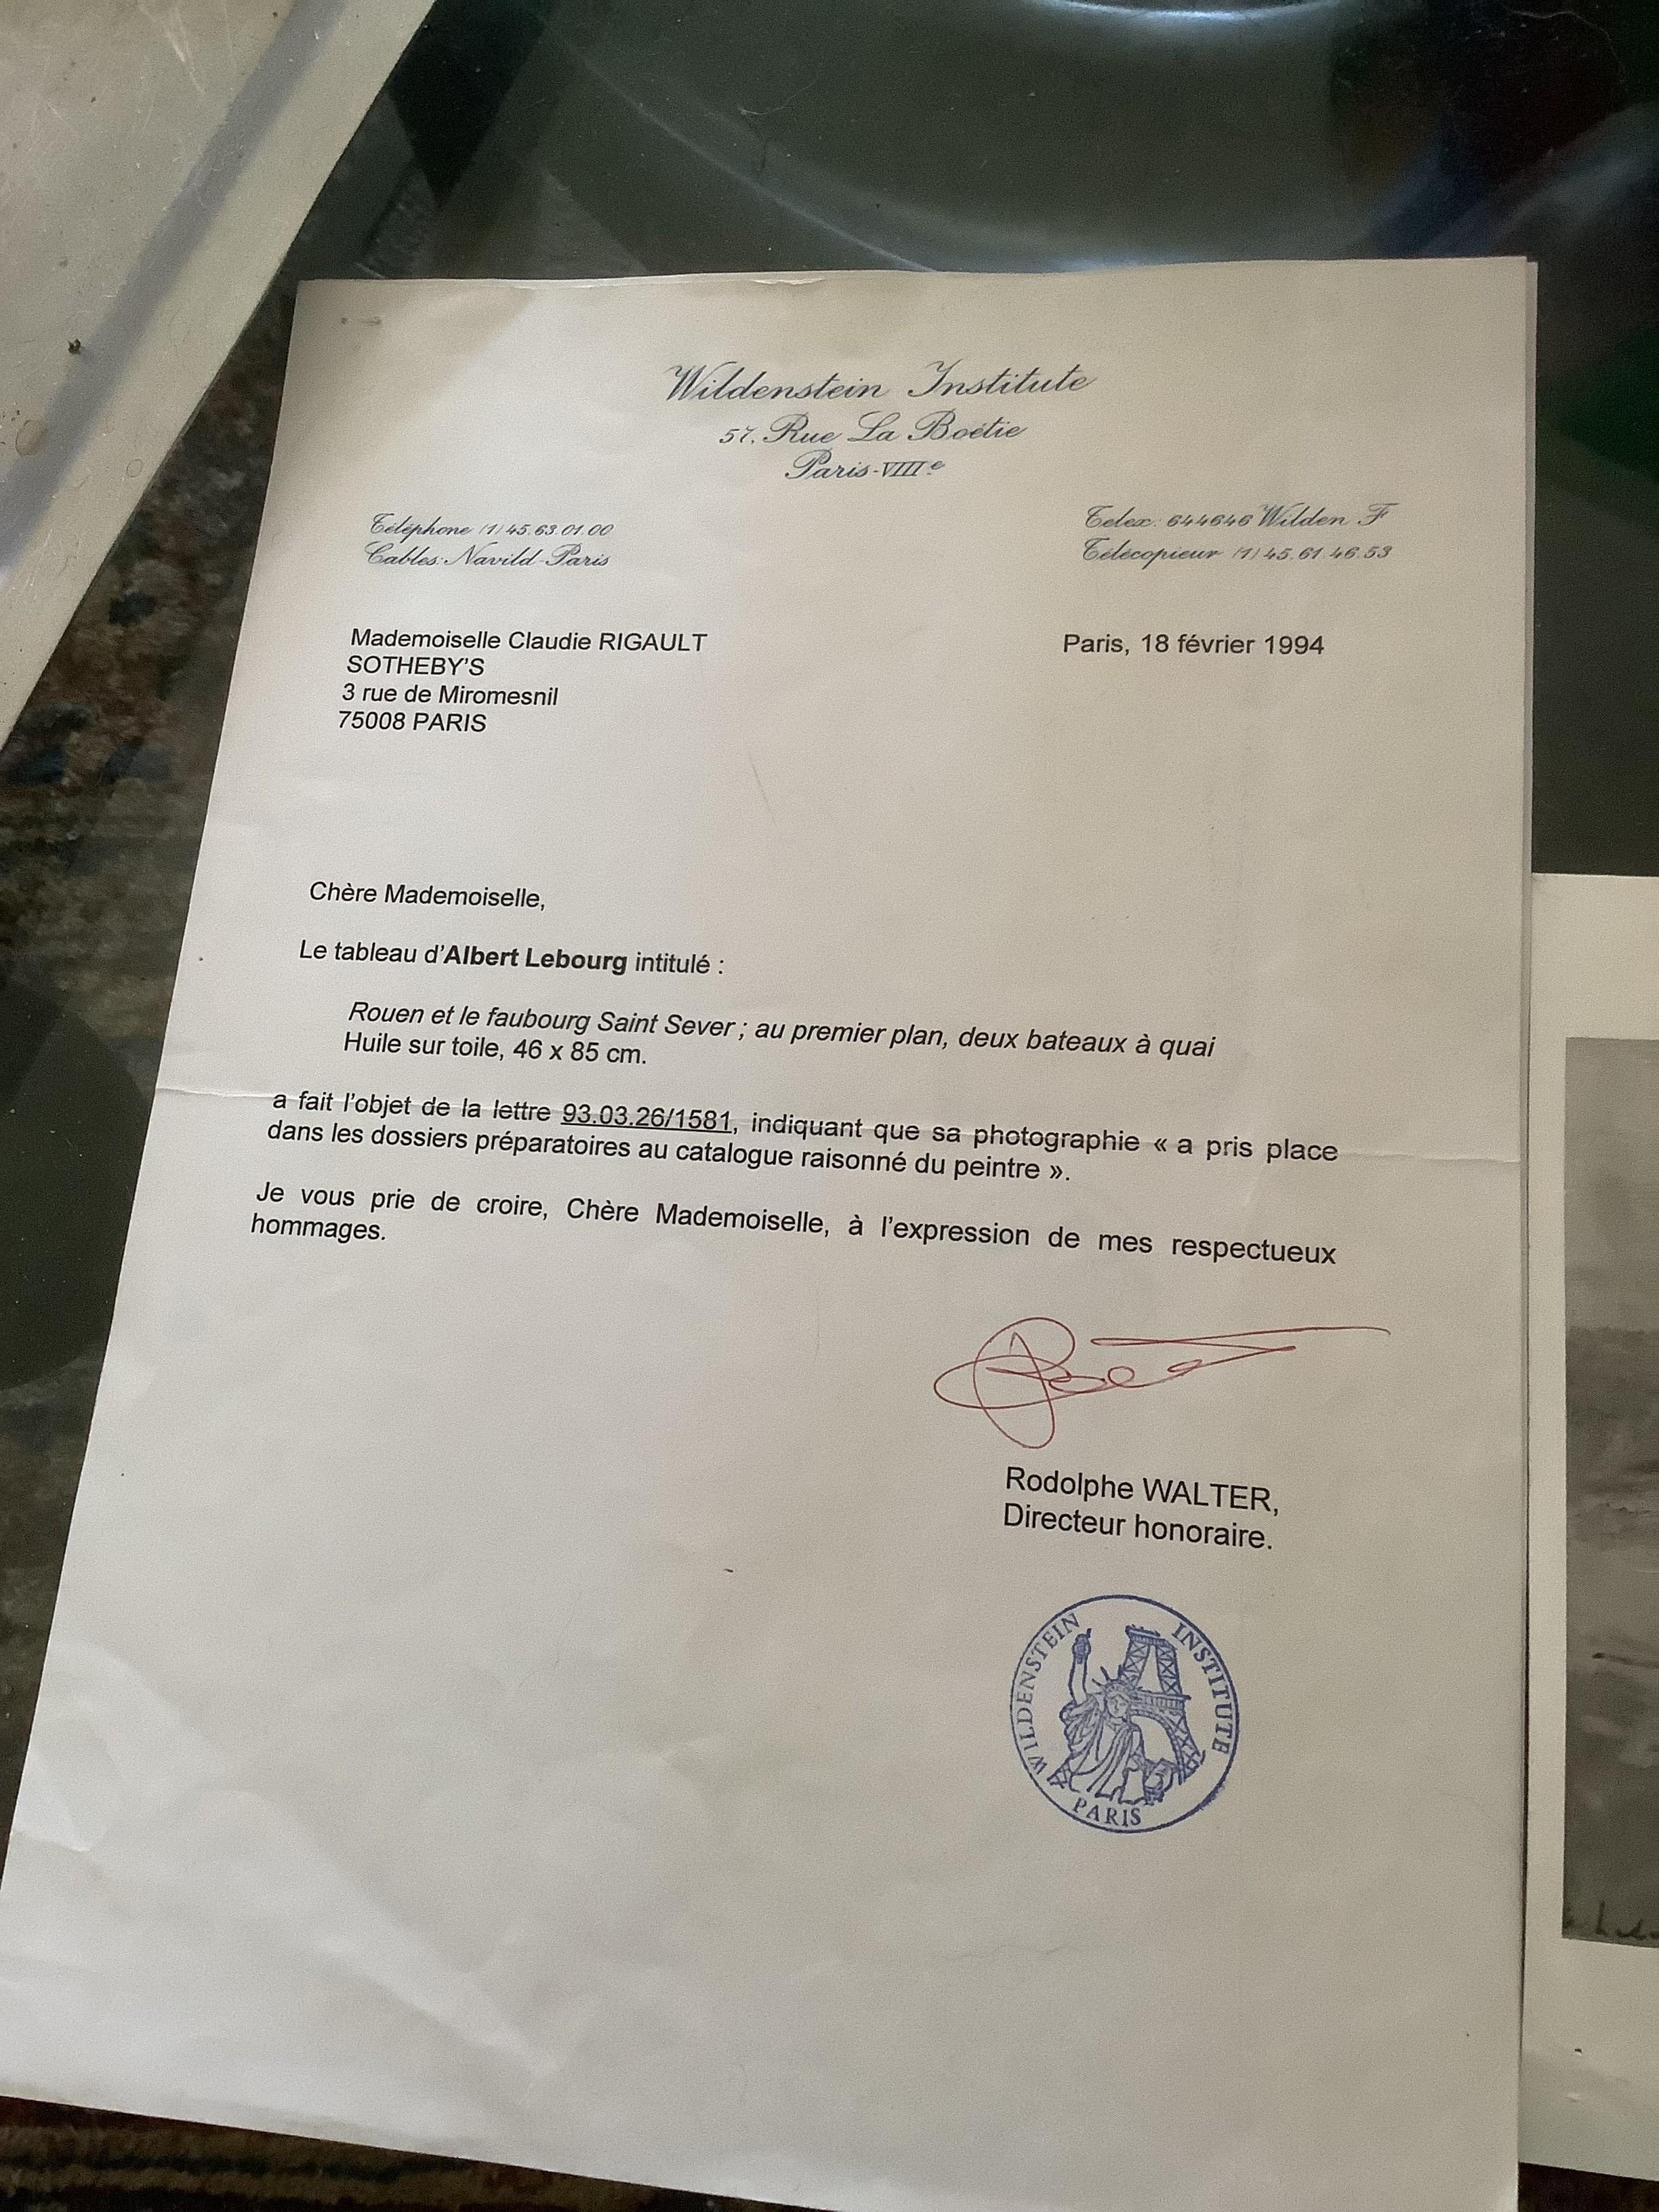 Wildenstein Institute
57, Rue La Boétie
Paris-VIIIe
Téléphone (1) 45.63.01.00
Cables: Navild-Paris
Telex: 644646 Wilden F
Télécopieur (1) 45.61.46.53
Mademoiselle Claudie RIGAULT
SOTHEBY'S
3 rue de Miromesnil
75008 PARIS
Paris, 18 février 1994
Chère Mademoiselle,
Le tableau d'Albert Lebourg intitulé :
Rouen et le faubourg Saint Sever ; au premier plan, deux bateaux à quai
Huile sur toile, 46 x 85 cm.
a fait l'objet de la lettre 93.03.26/1581, indiquant que sa photographie « a pris place
dans les dossiers préparatoires au catalogue raisonné du peintre ».
Je vous prie de croire, Chère Mademoiselle, à l'expression de mes respectueux
hommages.
Rodolphe WALTER,
Directeur honoraire.
WILDENSTEIN INSTITUTE
PARIS